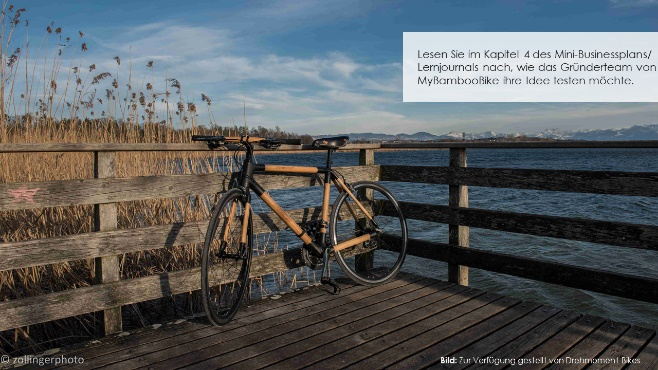 Lesen Sie im Kapitel 4 des Mini-Businessplans/
Lernjournals nach, wie das Gründerteam von
MyBambooBike ihre Idee testen möchte.
© zollingerphoto
Bild: Zur Verfügung gestellt von Drehmoment Bikes